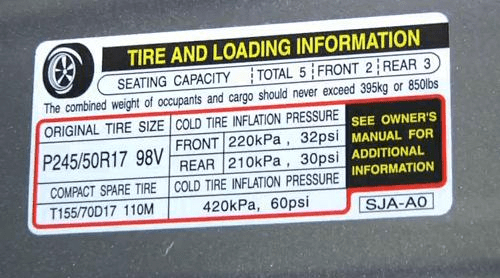 TIRE AND LOADING INFORMATION
SEATING CAPACITY TOTAL 5 FRONT 2 REAR 3
The combined weight of occupants and cargo should never exceed 395kg or 850lbs
ORIGINAL TIRE SIZE COLD TIRE INFLATION PRESSURE
P245/50R17 98V
FRONT 220kPa , 32psi
REAR 210kPa , 30psi
SEE OWNER'S
MANUAL FOR
ADDITIONAL
INFORMATION
COMPACT SPARE TIRE COLD TIRE INFLATION PRESSURE
T155/70D17 110M 420kPa, 60psi
SJA-A0